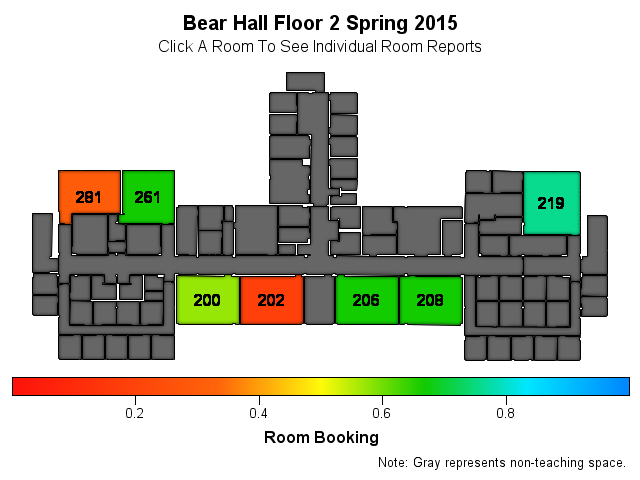 Bear Hall Floor 2 Spring 2015
Click A Room To See Individual Room Reports
281 261 219
200 202 206 208
0.2 0.4 0.6 0.8
Room Booking
Note: Gray represents non-teaching space.